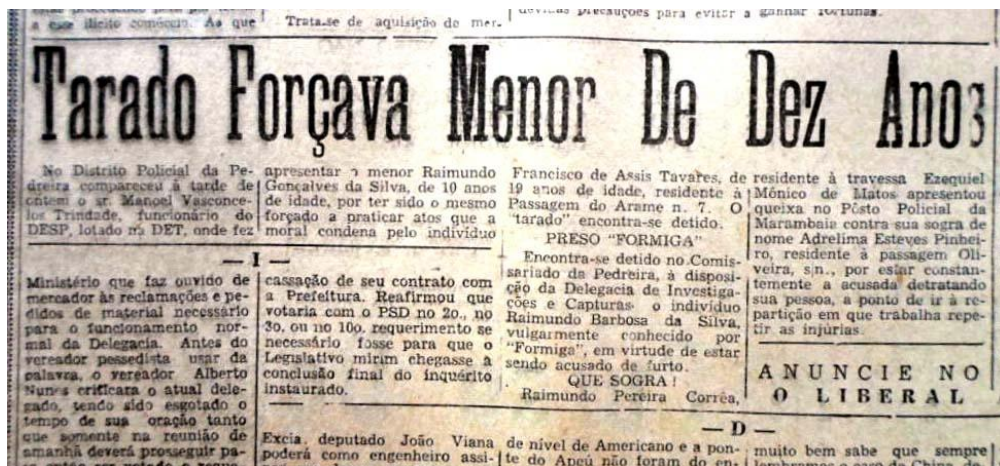 a esse ilícito comércio. As que
Trata-se de aquisição de mer-
devidas precauções para evitar a ganhar fortunas.
Tarado Forçava Menor De Dez Anos
No Distrito Policial da Pe-
dreira compareceu à tarde de
ontem o sr. Manoel Vasconce-
los Trindade, funcionário do
DESP, lotado na DET, onde fez
apresentar o menor Raimundo
Gonçalves da Silva, de 10 anos
de idade, por ter sido o mesmo
forçado a praticar atos que a
moral condena pelo indivíduo
Francisco de Assis Tavares, de
19 anos de idade, residente à
Passagem do Arame n. 7. O
"tarado" encontra-se detido.
PRESO "FORMIGA"
Encontra-se detido no Comis-
sariado da Pedreira, à disposi-
ção da Delegacia de Investiga-
ções e Capturas o indivíduo
Raimundo Barbosa da Silva,
vulgarmente conhecido por
"Formiga", em virtude de estar
sendo acusado de furto.
QUE SOGRA!
Raimundo Pereira Corrêa,
residente à travessa Ezequiel
Mônico de Matos apresentou
queixa no Pôsto Policial da
Marambaia contra sua sogra de
nome Adrelima Esteves Pinhei-
ro, residente à passagem Oli-
veira, s|n., por estar constan-
temente a acusada detratando
sua pessoa, a ponto de ir à re-
partição em que trabalha repe-
tir as injúrias.
ANUNCIE NO
O LIBERAL
— I —
Ministério que faz ouvido de
mercador às reclamações e pe-
didos de material necessário
para o funcionamento nor-
mal da Delegacia. Antes do
vereador pessedista usar da
palavra, o vereador Alberto
Nunes criticara o atual dele-
gado, tendo sido esgotado o
tempo de sua oração tanto
que somente na reunião de
amanhã deverá prosseguir pa-
cassação de seu contrato com
a Prefeitura. Reafirmou que
votaria com o PSD no 2o., no
3o. ou no 10o. requerimento se
necessário fosse para que o
Legislativo mirim chegasse à
conclusão final do inquérito
instaurado.
— D —
Excia. deputado João Viana
poderá como engenheiro assi-
de nível de Americano e a pon-
te do Apeú não foram do en-
muito bem sabe que sempre